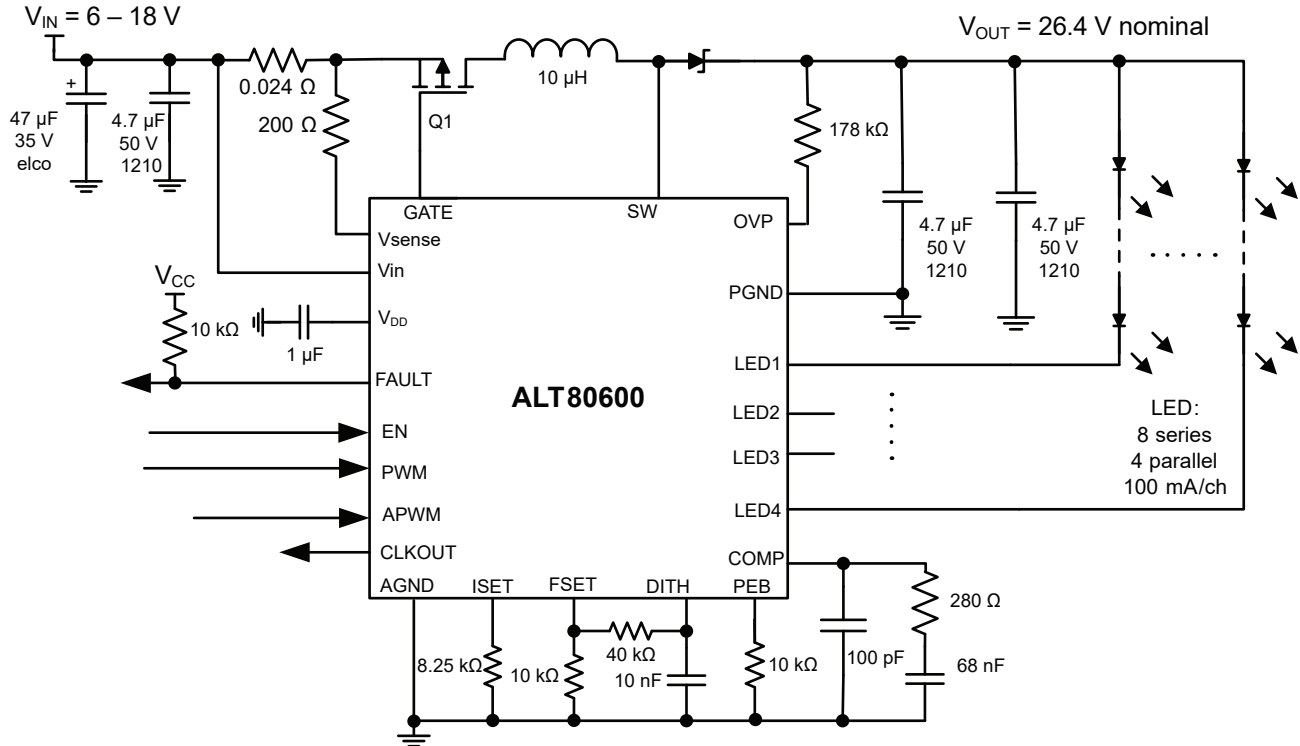 V_IN = 6 – 18 V
V_OUT = 26.4 V nominal
+
47 µF
35 V
elco
4.7 µF
50 V
1210
0.024 Ω
200 Ω
Q1
10 µH
178 kΩ
4.7 µF
50 V
1210
4.7 µF
50 V
1210
GATE
SW
OVP
Vsense
Vin
V_CC
10 kΩ
V_DD
1 µF
PGND
FAULT
LED1
ALT80600
EN
LED2
PWM
LED3
LED:
8 series
4 parallel
100 mA/ch
APWM
LED4
CLKOUT
COMP
AGND
ISET
FSET
DITH
PEB
8.25 kΩ
10 kΩ
40 kΩ
10 nF
10 kΩ
100 pF
280 Ω
68 nF